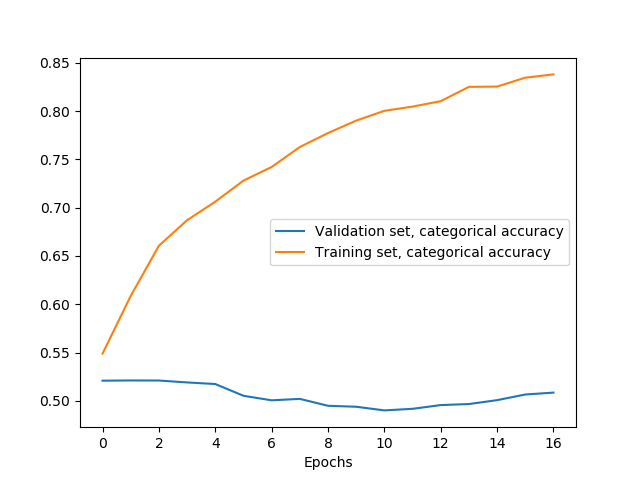 0.85
0.80
0.75
0.70
0.65
0.60
0.55
0.50
Validation set, categorical accuracy
Training set, categorical accuracy
0 2 4 6 8 10 12 14 16
Epochs